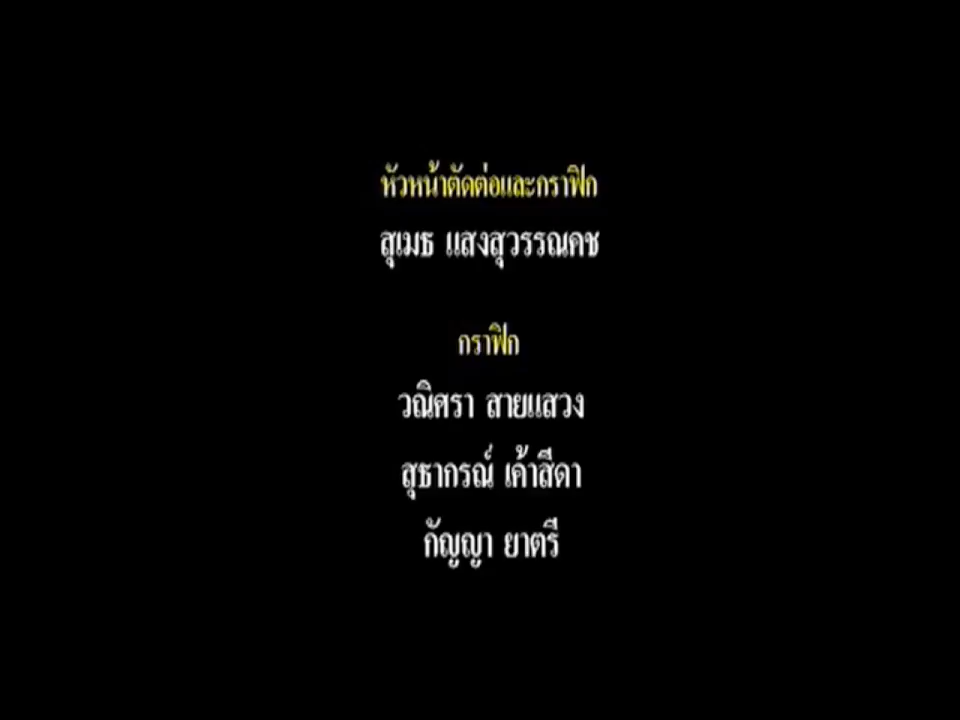 หัวหน้าตัดต่อและกราฟิก
สุเมธ แสงสุวรรณคช
กราฟิก
วณิศรา สายแสวง
สุธากรณ์ เค้าสีดา
กัญญา ยาตรี